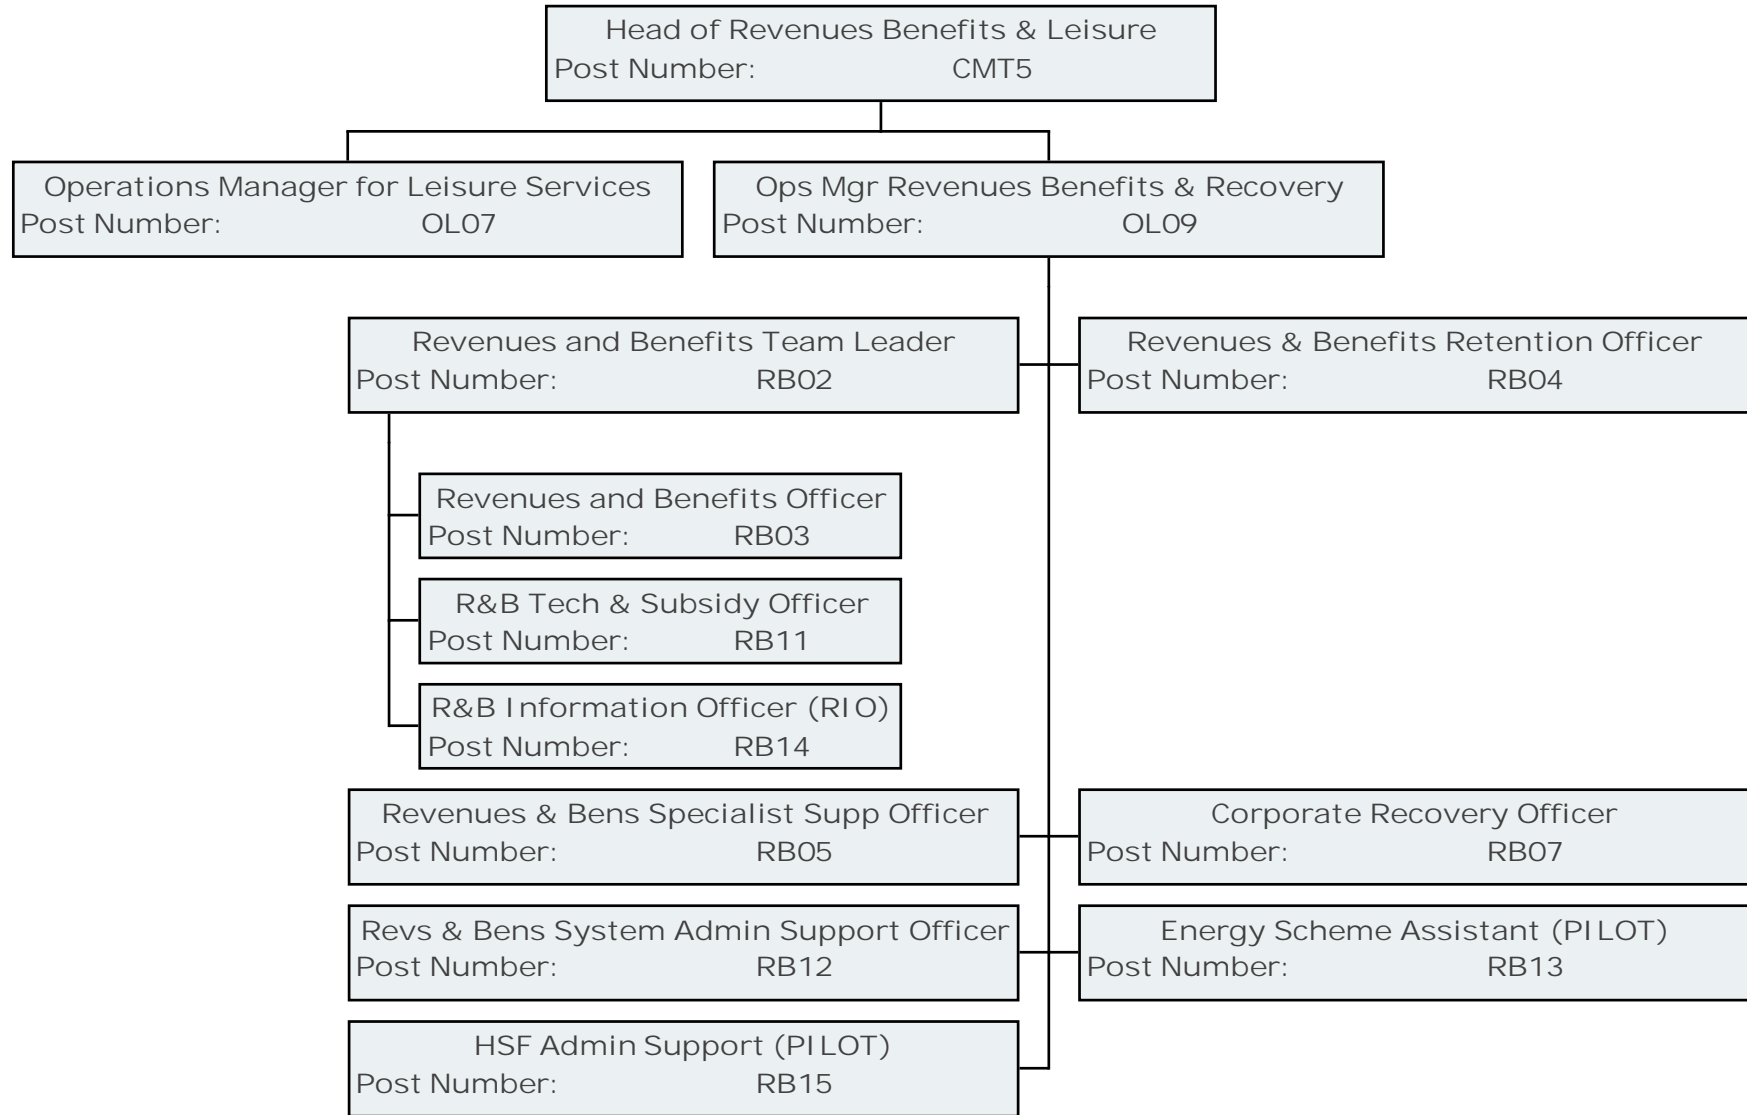 Head of Revenues Benefits & Leisure
Post Number: CMT5
Operations Manager for Leisure Services
Post Number: OL07
Ops Mgr Revenues Benefits & Recovery
Post Number: OL09
Revenues and Benefits Team Leader
Post Number: RB02
Revenues & Benefits Retention Officer
Post Number: RB04
Revenues and Benefits Officer
Post Number: RB03
R&B Tech & Subsidy Officer
Post Number: RB11
R&B Information Officer (RIO)
Post Number: RB14
Revenues & Bens Specialist Supp Officer
Post Number: RB05
Corporate Recovery Officer
Post Number: RB07
Revs & Bens System Admin Support Officer
Post Number: RB12
Energy Scheme Assistant (PILOT)
Post Number: RB13
HSF Admin Support (PILOT)
Post Number: RB15